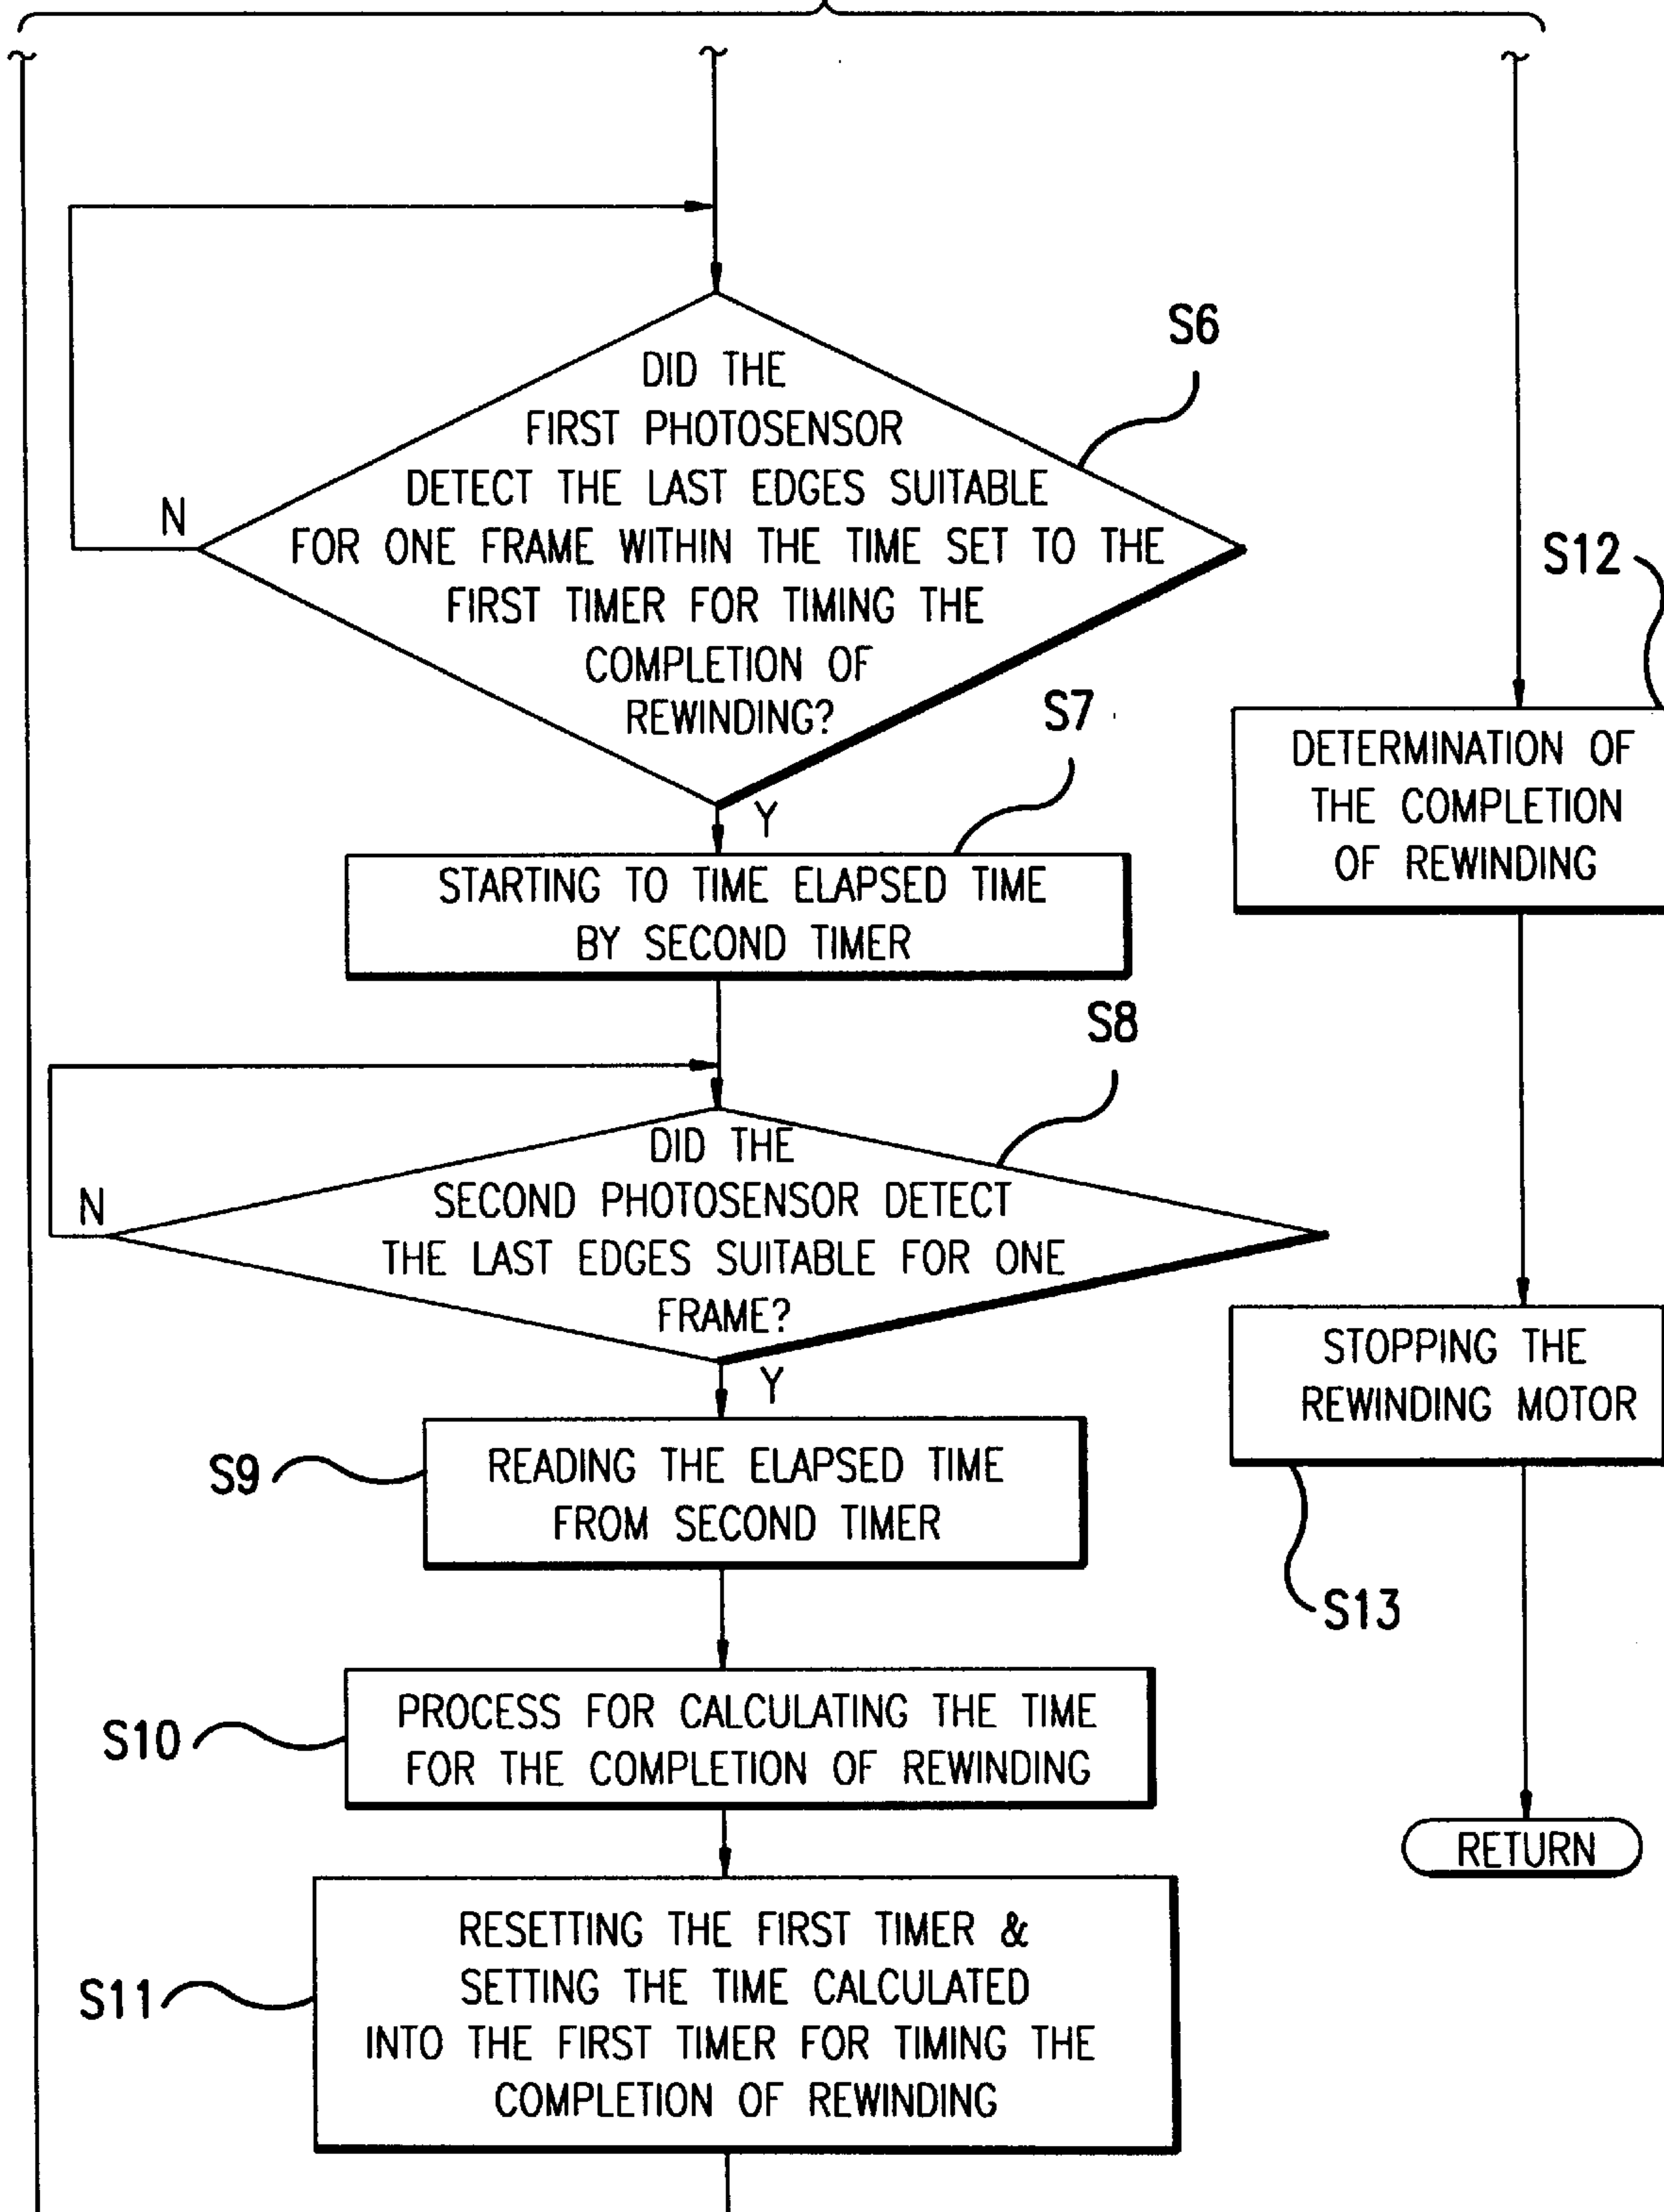 S6
DID THE
FIRST PHOTOSENSOR
DETECT THE LAST EDGES SUITABLE
FOR ONE FRAME WITHIN THE TIME SET TO THE
FIRST TIMER FOR TIMING THE
COMPLETION OF
REWINDING?
N
Y
S7
STARTING TO TIME ELAPSED TIME
BY SECOND TIMER
S8
DID THE
SECOND PHOTOSENSOR DETECT
THE LAST EDGES SUITABLE FOR ONE
FRAME?
N
Y
S9
READING THE ELAPSED TIME
FROM SECOND TIMER
S10
PROCESS FOR CALCULATING THE TIME
FOR THE COMPLETION OF REWINDING
S11
RESETTING THE FIRST TIMER &
SETTING THE TIME CALCULATED
INTO THE FIRST TIMER FOR TIMING THE
COMPLETION OF REWINDING
S12
DETERMINATION OF
THE COMPLETION
OF REWINDING
STOPPING THE
REWINDING MOTOR
S13
RETURN